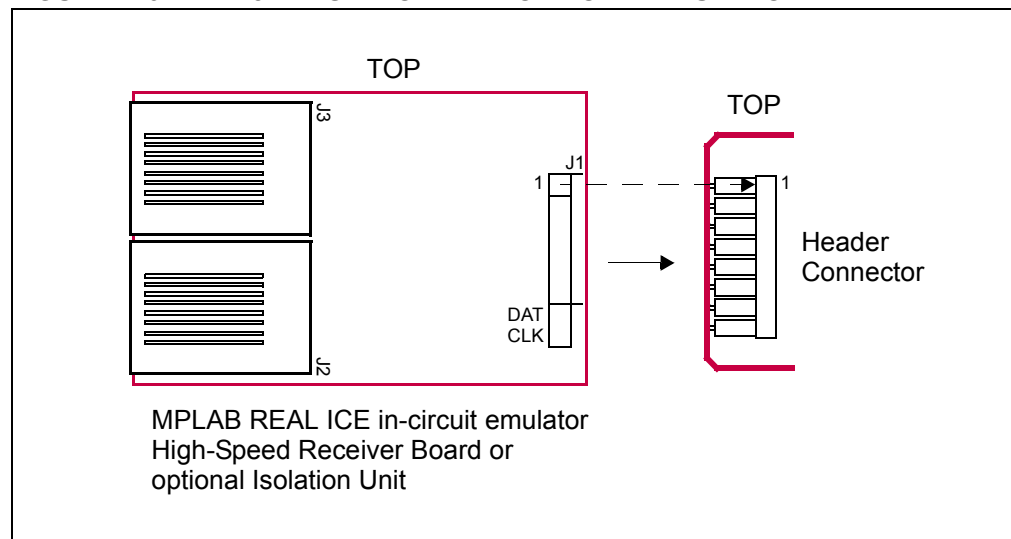 TOP
J3
J2
J1
1
DAT
CLK
MPLAB REAL ICE in-circuit emulator
High-Speed Receiver Board or
optional Isolation Unit
TOP
1
Header
Connector